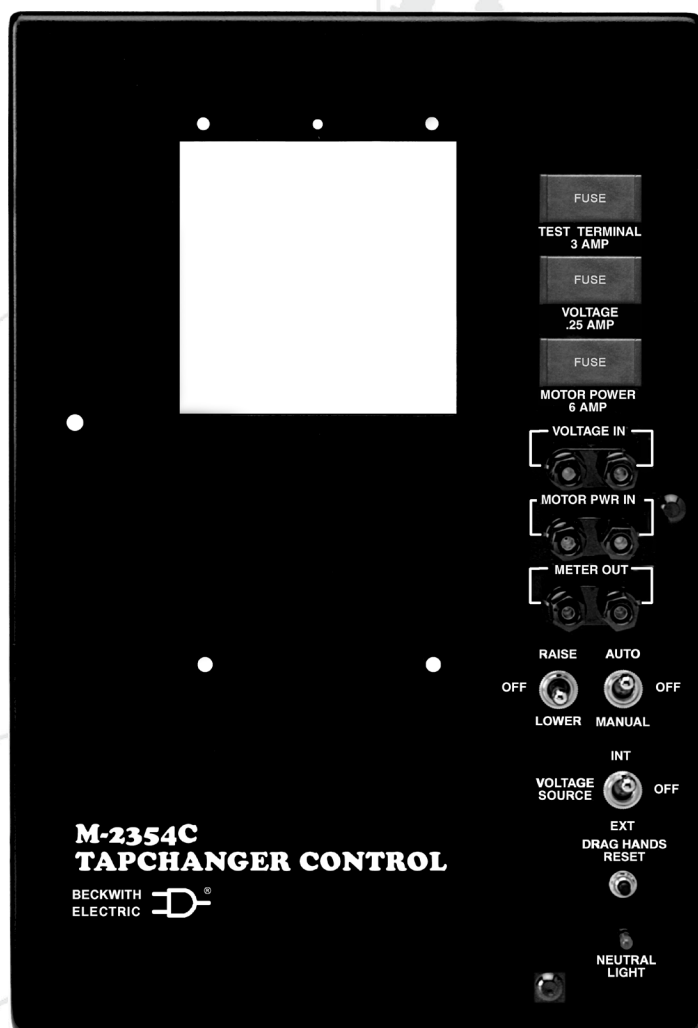 FUSE
TEST TERMINAL
3 AMP
FUSE
VOLTAGE
.25 AMP
FUSE
MOTOR POWER
6 AMP
VOLTAGE IN
MOTOR PWR IN
METER OUT
RAISE AUTO
OFF OFF
LOWER MANUAL
INT
VOLTAGE
SOURCE OFF
EXT
DRAG HANDS
RESET
NEUTRAL
LIGHT
M-2354C
TAPCHANGER CONTROL
BECKWITH
ELECTRIC ®